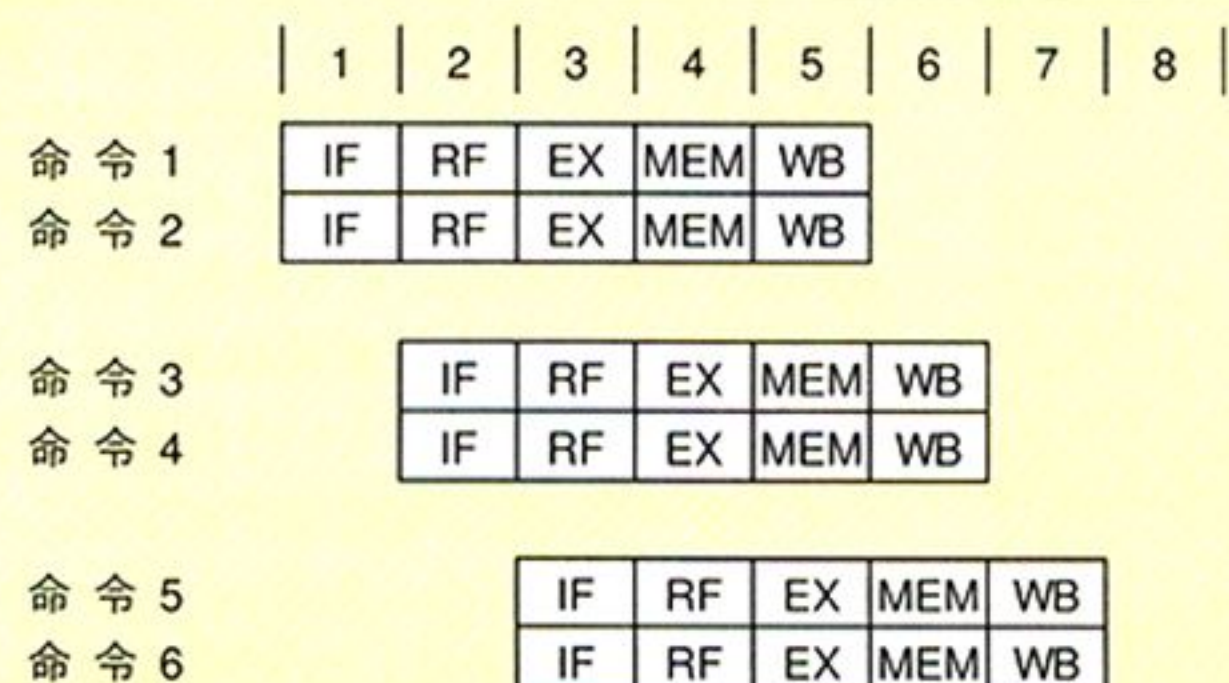 1 2 3 4 5 6 7 8
命令1 IF RF EX MEM WB
命令2 IF RF EX MEM WB
命令3 IF RF EX MEM WB
命令4 IF RF EX MEM WB
命令5 IF RF EX MEM WB
命令6 IF RF EX MEM WB